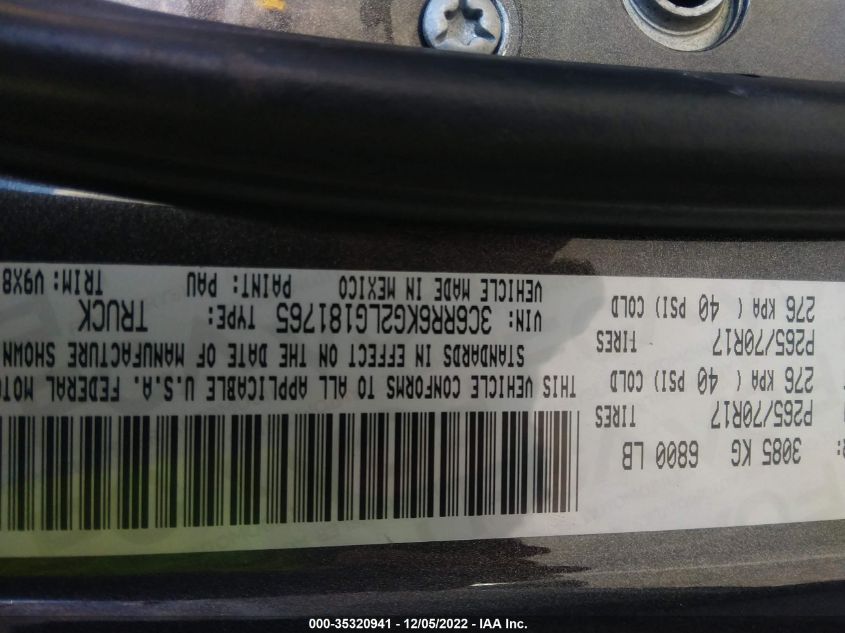 3085 KG 6800 LB
P265/70R17 TIRES
276 KPA ( 40 PSI) COLD
P265/70R17 TIRES
276 KPA ( 40 PSI) COLD
THIS VEHICLE CONFORMS TO ALL APPLICABLE U.S.A. FEDERAL MOTO
STANDARDS IN EFFECT ON THE DATE OF MANUFACTURE SHOWN
VIN: 3C6RR6KG2LG181765 TYPE: TRUCK
VEHICLE MADE IN MEXICO PAINT: PAU TRIM: V9X8
000-35320941 - 12/05/2022 - IAA Inc.